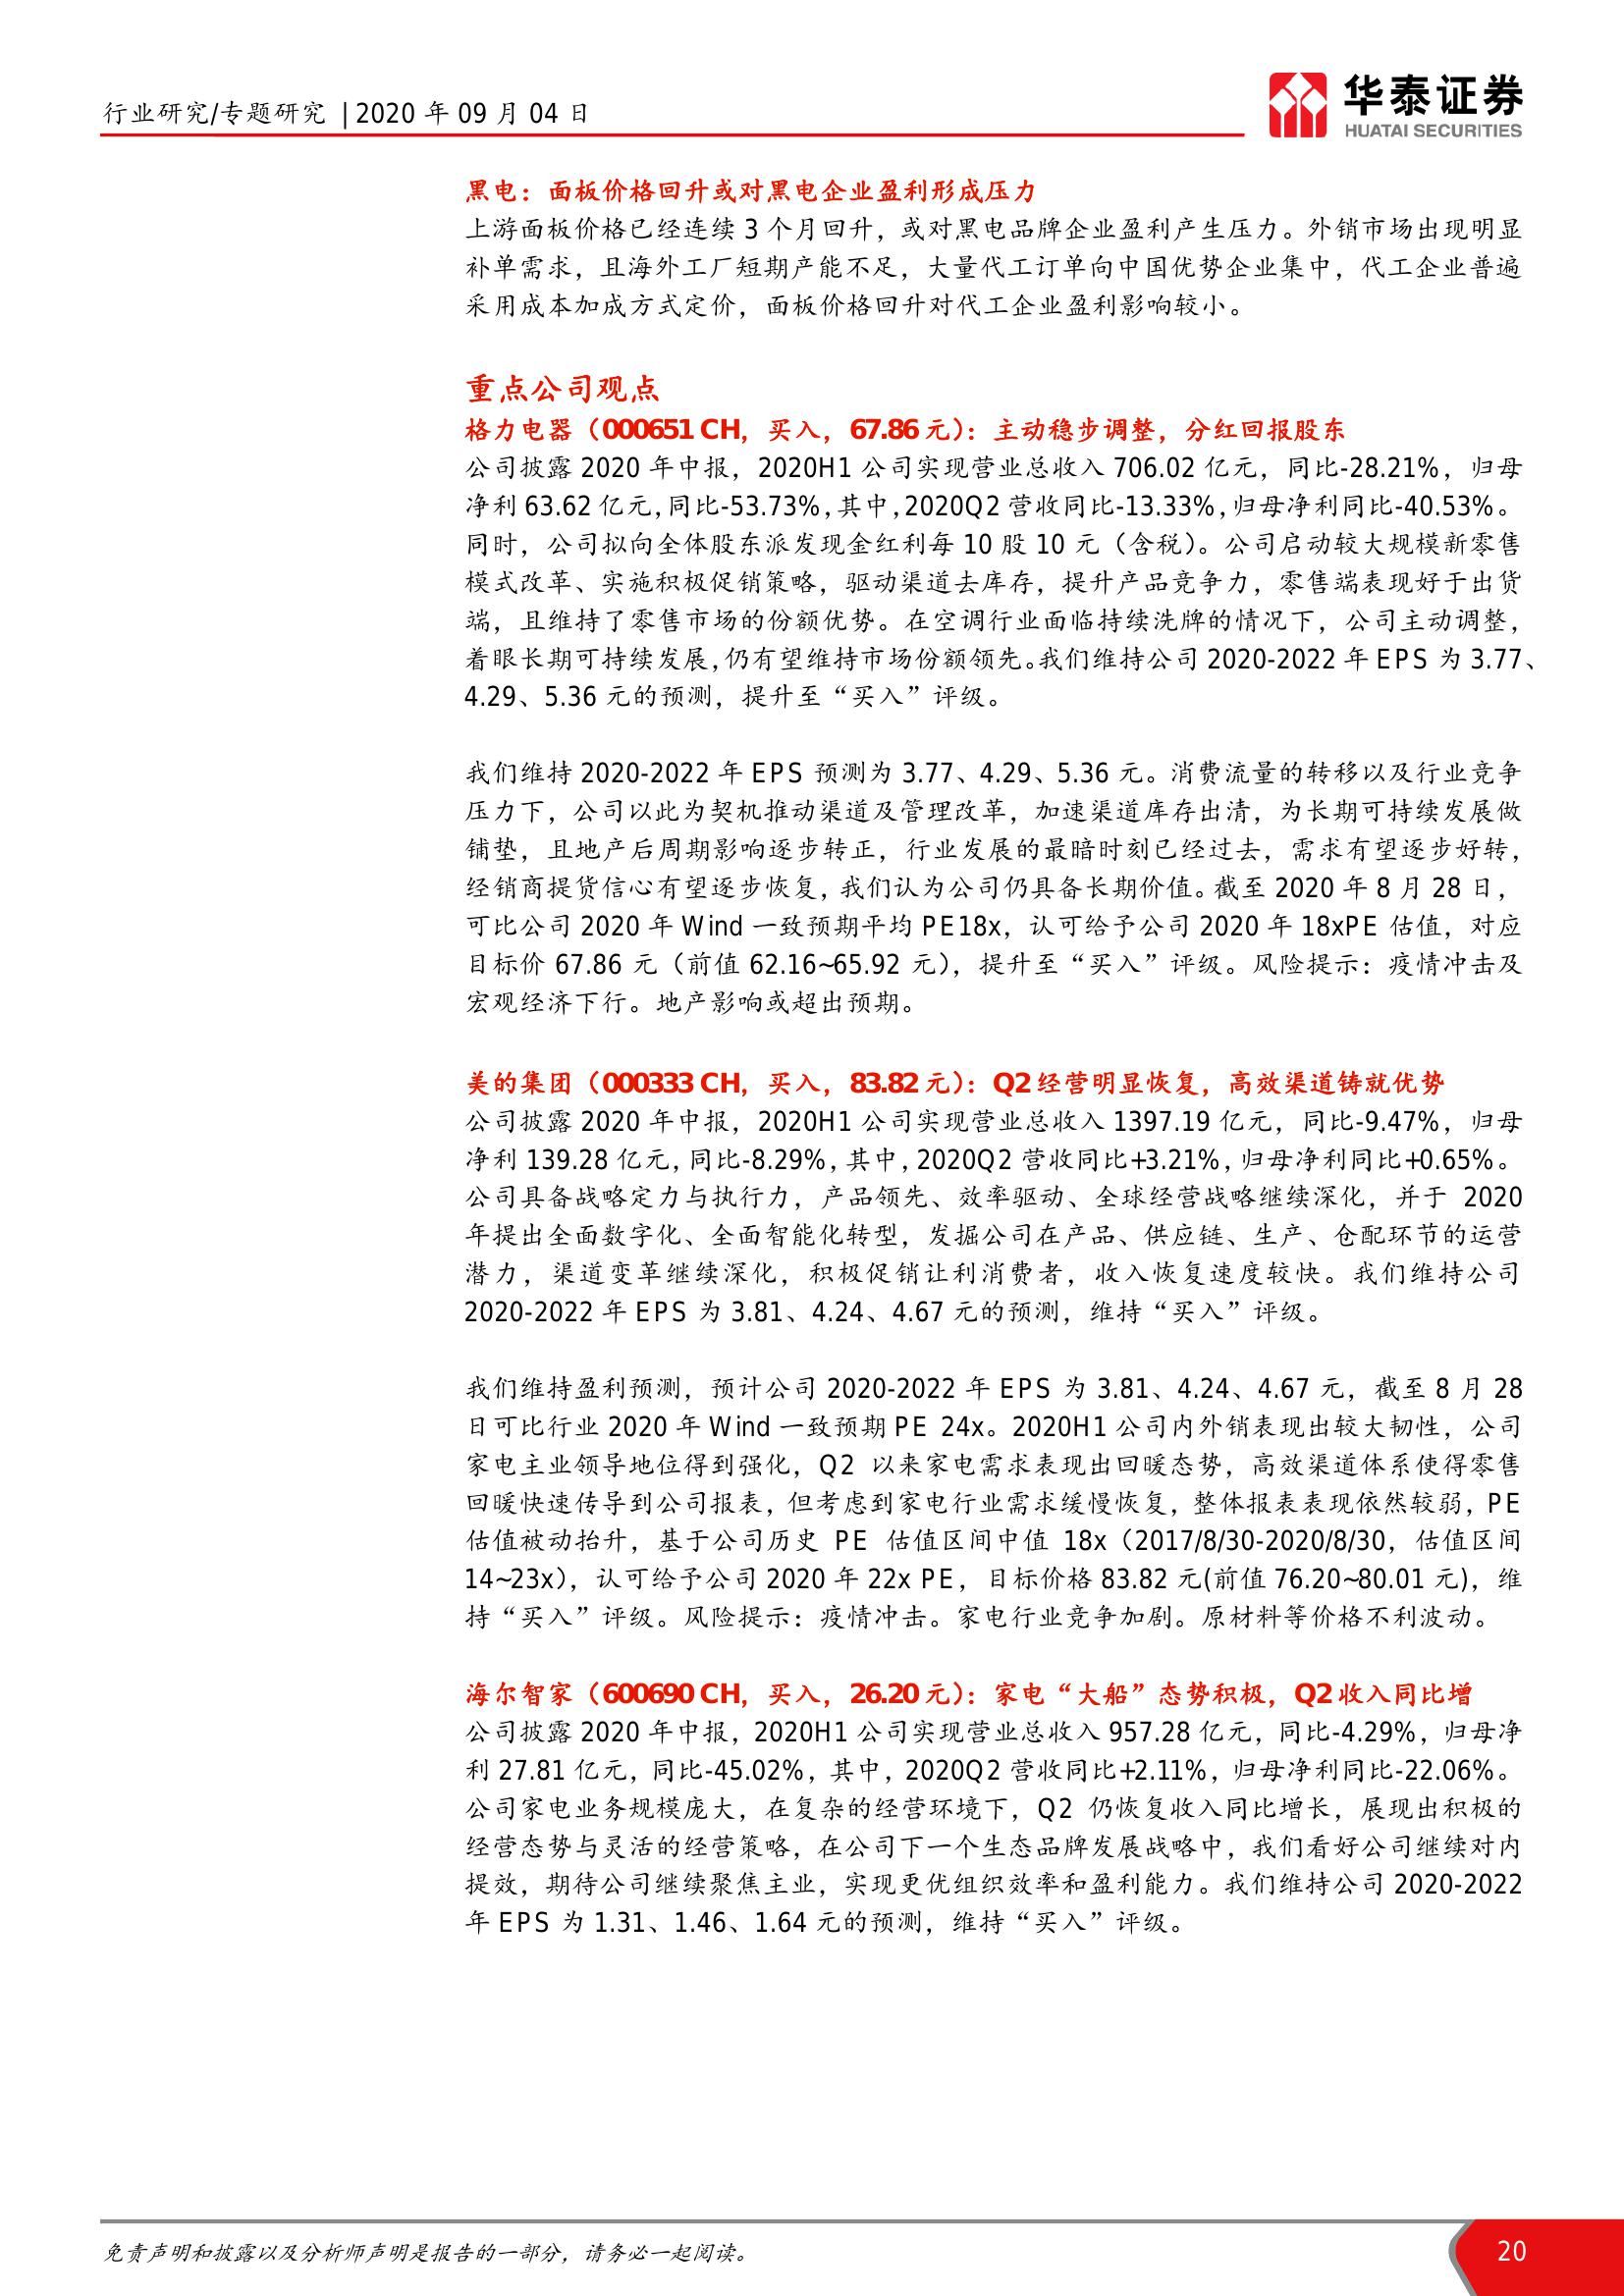 行业研究/专题研究 | 2020 年 09 月 04 日
华泰证券
HUATAI SECURITIES
黑电：面板价格回升或对黑电企业盈利形成压力
上游面板价格已经连续 3 个月回升，或对黑电品牌企业盈利产生压力。外销市场出现明显
补单需求，且海外工厂短期产能不足，大量代工订单向中国优势企业集中，代工企业普遍
采用成本加成方式定价，面板价格回升对代工企业盈利影响较小。
重点公司观点
格力电器（000651 CH，买入，67.86 元）：主动稳步调整，分红回报股东
公司披露 2020 年中报，2020H1 公司实现营业总收入 706.02 亿元，同比-28.21%，归母
净利 63.62 亿元，同比-53.73%，其中，2020Q2 营收同比-13.33%，归母净利同比-40.53%。
同时，公司拟向全体股东派发现金红利每 10 股 10 元（含税）。公司启动较大规模新零售
模式改革、实施积极促销策略，驱动渠道去库存，提升产品竞争力，零售端表现好于出货
端，且维持了零售市场的份额优势。在空调行业面临持续洗牌的情况下，公司主动调整，
着眼长期可持续发展，仍有望维持市场份额领先。我们维持公司 2020-2022 年 EPS 为 3.77、
4.29、5.36 元的预测，提升至“买入”评级。
我们维持 2020-2022 年 EPS 预测为 3.77、4.29、5.36 元。消费流量的转移以及行业竞争
压力下，公司以此为契机推动渠道及管理改革，加速渠道库存出清，为长期可持续发展做
铺垫，且地产后周期影响逐步转正，行业发展的最暗时刻已经过去，需求有望逐步好转，
经销商提货信心有望逐步恢复，我们认为公司仍具备长期价值。截至 2020 年 8 月 28 日，
可比公司 2020 年 Wind 一致预期平均 PE18x，认可给予公司 2020 年 18xPE 估值，对应
目标价 67.86 元（前值 62.16~65.92 元），提升至“买入”评级。风险提示：疫情冲击及
宏观经济下行。地产影响或超出预期。
美的集团（000333 CH，买入，83.82 元）：Q2 经营明显恢复，高效渠道铸就优势
公司披露 2020 年中报，2020H1 公司实现营业总收入 1397.19 亿元，同比-9.47%，归母
净利 139.28 亿元，同比-8.29%，其中，2020Q2 营收同比+3.21%，归母净利同比+0.65%。
公司具备战略定力与执行力，产品领先、效率驱动、全球经营战略继续深化，并于 2020
年提出全面数字化、全面智能化转型，发掘公司在产品、供应链、生产、仓配环节的运营
潜力，渠道变革继续深化，积极促销让利消费者，收入恢复速度较快。我们维持公司
2020-2022 年 EPS 为 3.81、4.24、4.67 元的预测，维持“买入”评级。
我们维持盈利预测，预计公司 2020-2022 年 EPS 为 3.81、4.24、4.67 元，截至 8 月 28
日可比行业 2020 年 Wind 一致预期 PE 24x。2020H1 公司内外销表现出较大韧性，公司
家电主业领导地位得到强化，Q2 以来家电需求表现出回暖态势，高效渠道体系使得零售
回暖快速传导到公司报表，但考虑到家电行业需求缓慢恢复，整体报表表现依然较弱，PE
估值被动抬升，基于公司历史 PE 估值区间中值 18x（2017/8/30-2020/8/30，估值区间
14~23x），认可给予公司 2020 年 22x PE，目标价格 83.82 元(前值 76.20~80.01 元)，维
持“买入”评级。风险提示：疫情冲击。家电行业竞争加剧。原材料等价格不利波动。
海尔智家（600690 CH，买入，26.20 元）：家电“大船”态势积极，Q2 收入同比增
公司披露 2020 年中报，2020H1 公司实现营业总收入 957.28 亿元，同比-4.29%，归母净
利 27.81 亿元，同比-45.02%，其中，2020Q2 营收同比+2.11%，归母净利同比-22.06%。
公司家电业务规模庞大，在复杂的经营环境下，Q2 仍恢复收入同比增长，展现出积极的
经营态势与灵活的经营策略，在公司下一个生态品牌发展战略中，我们看好公司继续对内
提效，期待公司继续聚焦主业，实现更优组织效率和盈利能力。我们维持公司 2020-2022
年 EPS 为 1.31、1.46、1.64 元的预测，维持“买入”评级。
免责声明和披露以及分析师声明是报告的一部分，请务必一起阅读。
20